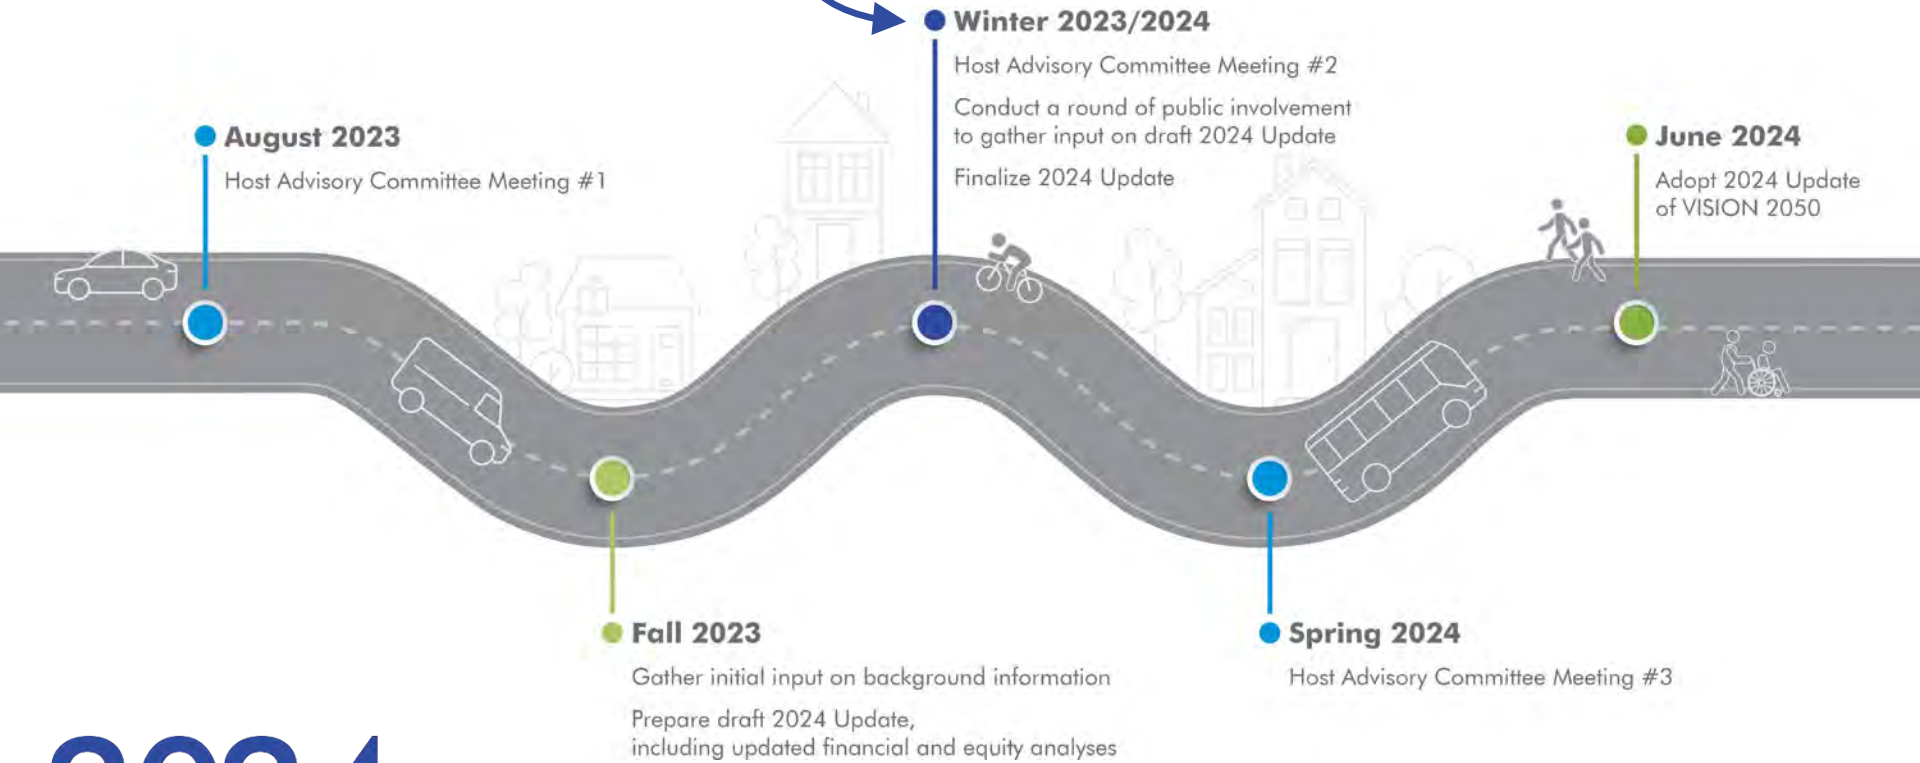 Winter 2023/2024
Host Advisory Committee Meeting #2
Conduct a round of public involvement
to gather input on draft 2024 Update
Finalize 2024 Update
August 2023
Host Advisory Committee Meeting #1
June 2024
Adopt 2024 Update
of VISION 2050
Fall 2023
Gather initial input on background information
Prepare draft 2024 Update,
including updated financial and equity analyses
Spring 2024
Host Advisory Committee Meeting #3